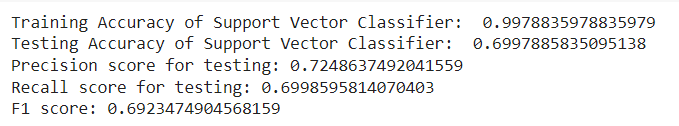 Training Accuracy of Support Vector Classifier:  0.9978835978835979
Testing Accuracy of Support Vector Classifier:  0.6997885835095138
Precision score for testing: 0.7248637492041559
Recall score for testing: 0.6998595814070403
F1 score: 0.6923474904568159